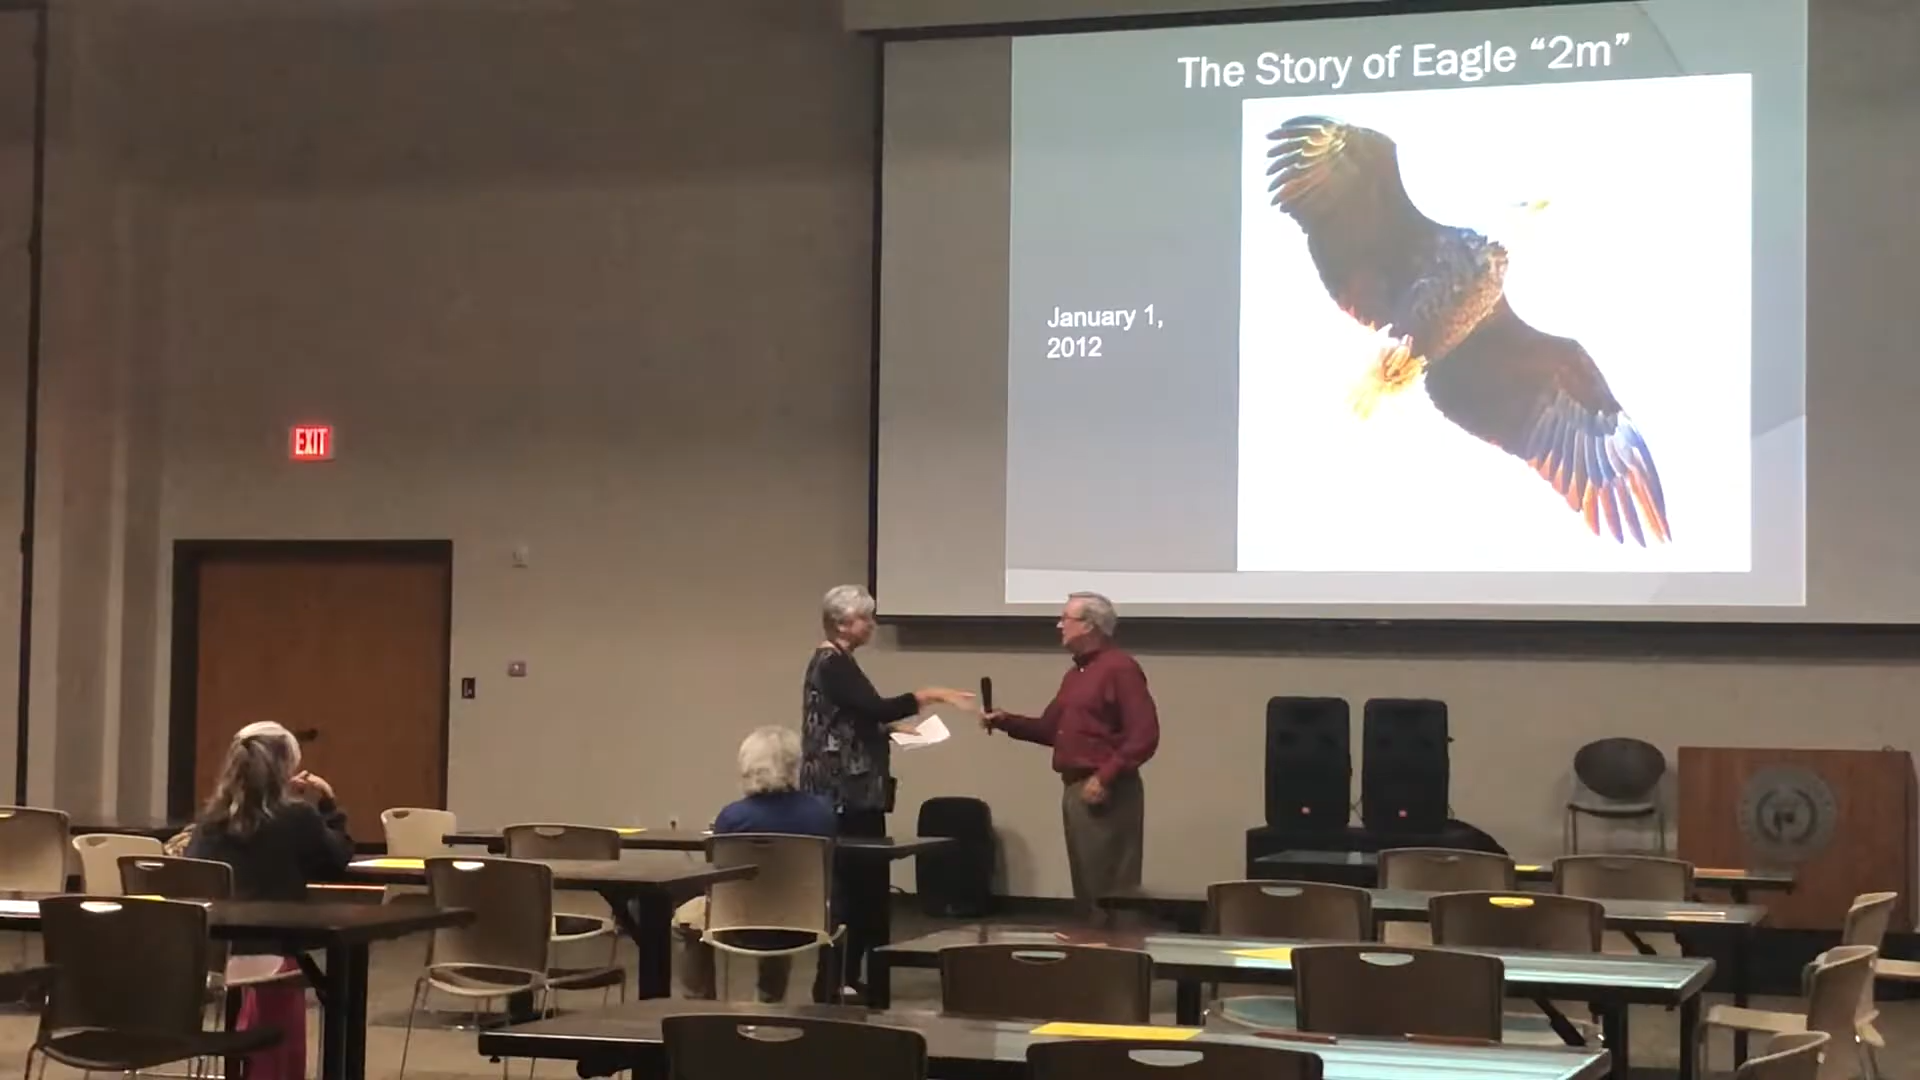 The Story of Eagle “2m”
January 1,
2012
EXIT